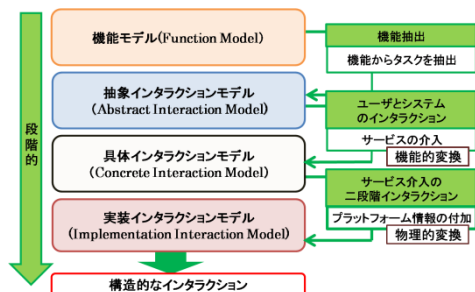 段階的
機能モデル(Function Model)
機能抽出
機能からタスクを抽出
抽象インタラクションモデル
(Abstract Interaction Model)
ユーザとシステム
のインタラクション
サービスの介入
機能的変換
具体インタラクションモデル
(Concrete Interaction Model)
サービス介入の
二段階インタラクション
プラットフォーム情報の付加
物理的変換
実装インタラクションモデル
(Implementation Interaction Model)
構造的なインタラクション